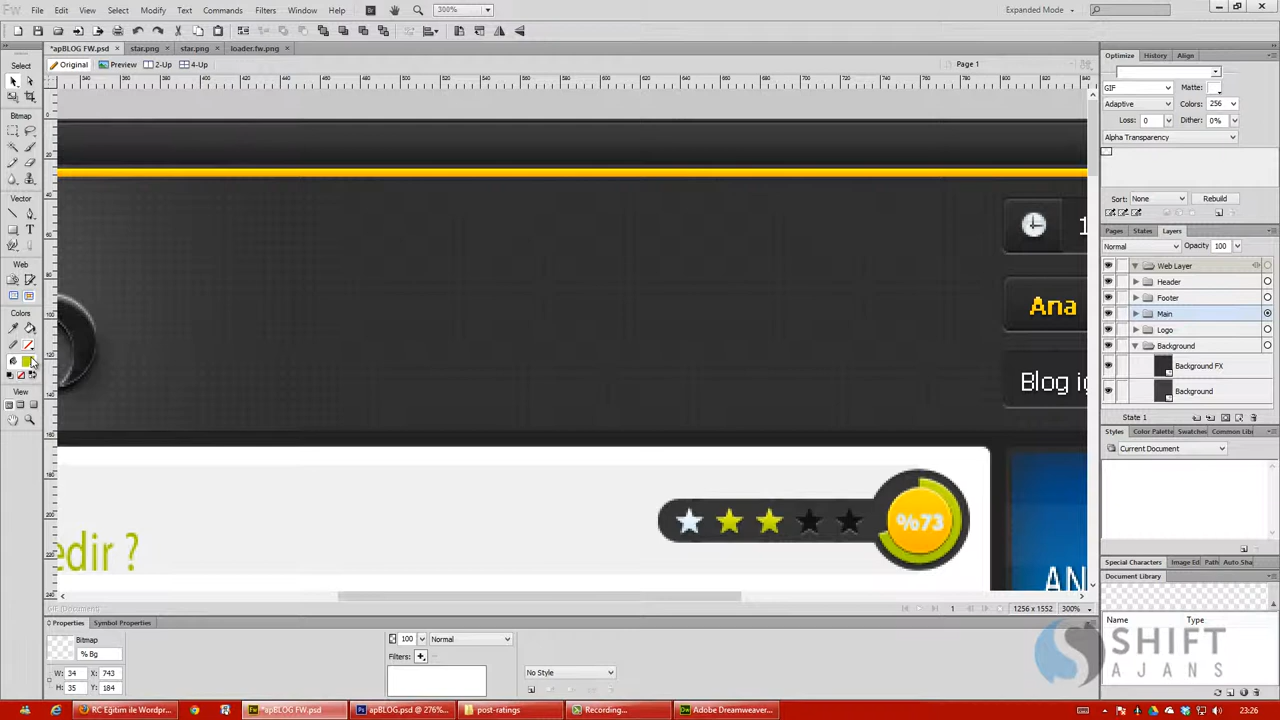 Fw File Edit View Select Modify Text Commands Filters Window Help Br 300% Expanded Mode
*apBLOG FW.psd star.png star.png loader.fw.png
Original Preview 2-Up 4-Up Page 1
Select
Bitmap
Vector
Web
Colors
View
Ana
Blog
edir ?
%73
AN
GIF (Document) 1 1256 x 1552 300%
Properties Symbol Properties
Bitmap
% Bg
W: 34 X: 743
H: 35 Y: 184
100 Normal
Filters:
No Style
Optimize History Align
GIF Matte:
Adaptive Colors: 256
Loss: 0 Dither: 0%
Alpha Transparency
Sort: None Rebuild
Pages States Layers
Normal Opacity 100
Web Layer
Header
Footer
Main
Logo
Background
Background FX
Background
State 1
Styles Color Palette Swatches Common Lib
Current Document
Special Characters Image Ed Path Auto Sha
Document Library
Name Type
SHIFT
AJANS
RC Eğitim ile Wordpr... *apBLOG FW.psd apBLOG.psd @ 276%... post-ratings Recording... Adobe Dreamweaver... 23:26